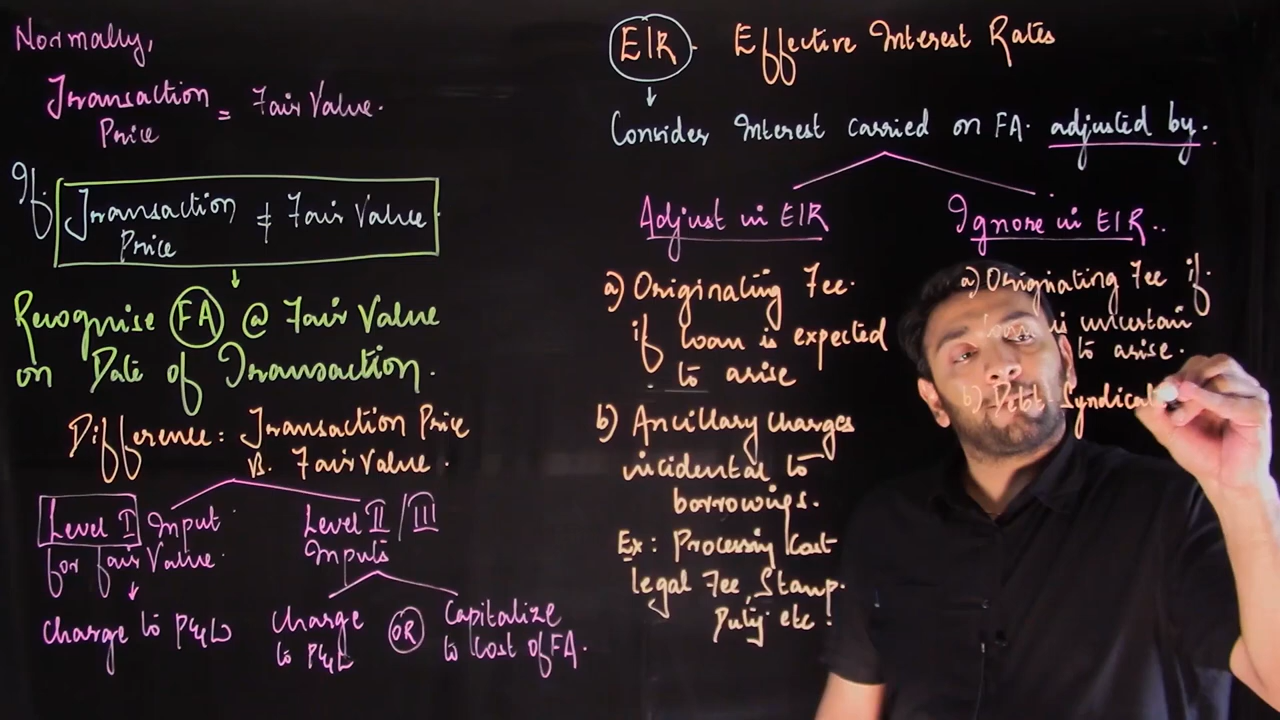 Normally,
Transaction
Price
= Fair Value.
If
Transaction
Price
≠ Fair Value
Recognise FA @ Fair Value
on Date of Transaction.
Difference: Transaction Price
Vs. Fair Value.
Level I Input
for fair Value.
Charge to P&L
Level II / III
Inputs
Charge
to P&L
OR
Capitalize
to Cost of FA.
EIR. Effective Interest Rates
Consider Interest carried on FA. adjusted by.
Adjust in EIR
a) Originating Fee.
if loan is expected
to arise
b) Ancillary charges
incidental to
borrowings.
Ex: Processing Cost
legal Fee, Stamp.
Duty etc.
Ignore in EIR..
a) Originating Fee if
loan is uncertain
to arise.
b) Debt Syndicat